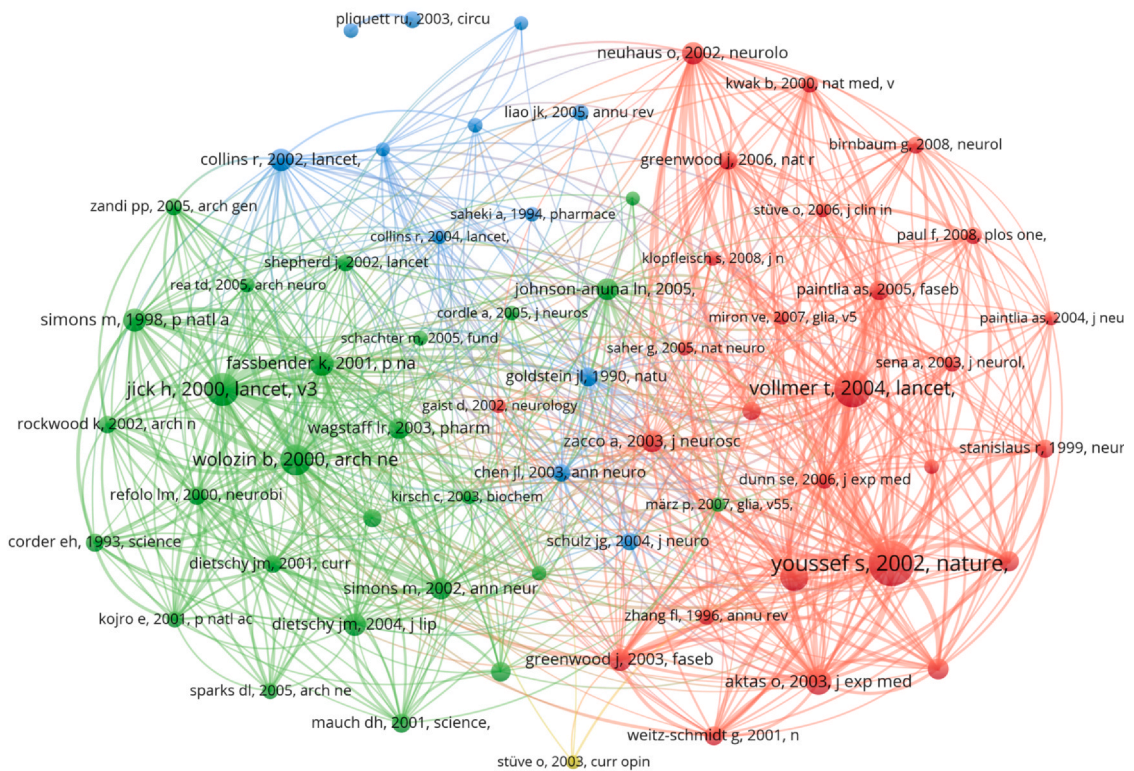 pliquett ru, 2003, circu
neuhaus o, 2002, neurolo
kwak b, 2000, nat med, v
liao jk, 2005, annu rev
birnbaum g, 2008, neurol
collins r, 2002, lancet,
greenwood j, 2006, nat r
zandi pp, 2005, arch gen
saheki a, 1994, pharmace
stüve o, 2006, j clin in
collins r, 2004, lancet,
paul f, 2008, plos one,
shepherd j, 2002, lancet
klopfleisch s, 2008, j n
rea td, 2005, arch neuro
johnson-anuna ln, 2005,
paintlia as, 2005, faseb
simons m, 1998, p natl a
cordle a, 2005, j neuros
miron ve, 2007, glia, v5
paintlia as, 2004, j neu
schachter m, 2005, fund
saher g, 2005, nat neuro
fassbender k, 2001, p na
sena a, 2003, j neurol,
goldstein jl, 1990, natu
jick h, 2000, lancet, v3
vollmer t, 2004, lancet,
gaist d, 2002, neurology
rockwood k, 2002, arch n
wagstaff lr, 2003, pharm
zacco a, 2003, j neurosc
stanislaus r, 1999, neur
wolozin b, 2000, arch ne
chen jl, 2003, ann neuro
dunn se, 2006, j exp med
refolo lm, 2000, neurobi
kirsch c, 2003, biochem
märz p, 2007, glia, v55,
corder eh, 1993, science
schulz jg, 2004, j neuro
dietschy jm, 2001, curr
youssef s, 2002, nature,
simons m, 2002, ann neur
kojro e, 2001, p natl ac
dietschy jm, 2004, j lip
zhang fl, 1996, annu rev
greenwood j, 2003, faseb
aktas o, 2003, j exp med
sparks dl, 2005, arch ne
mauch dh, 2001, science,
weitz-schmidt g, 2001, n
stüve o, 2003, curr opin